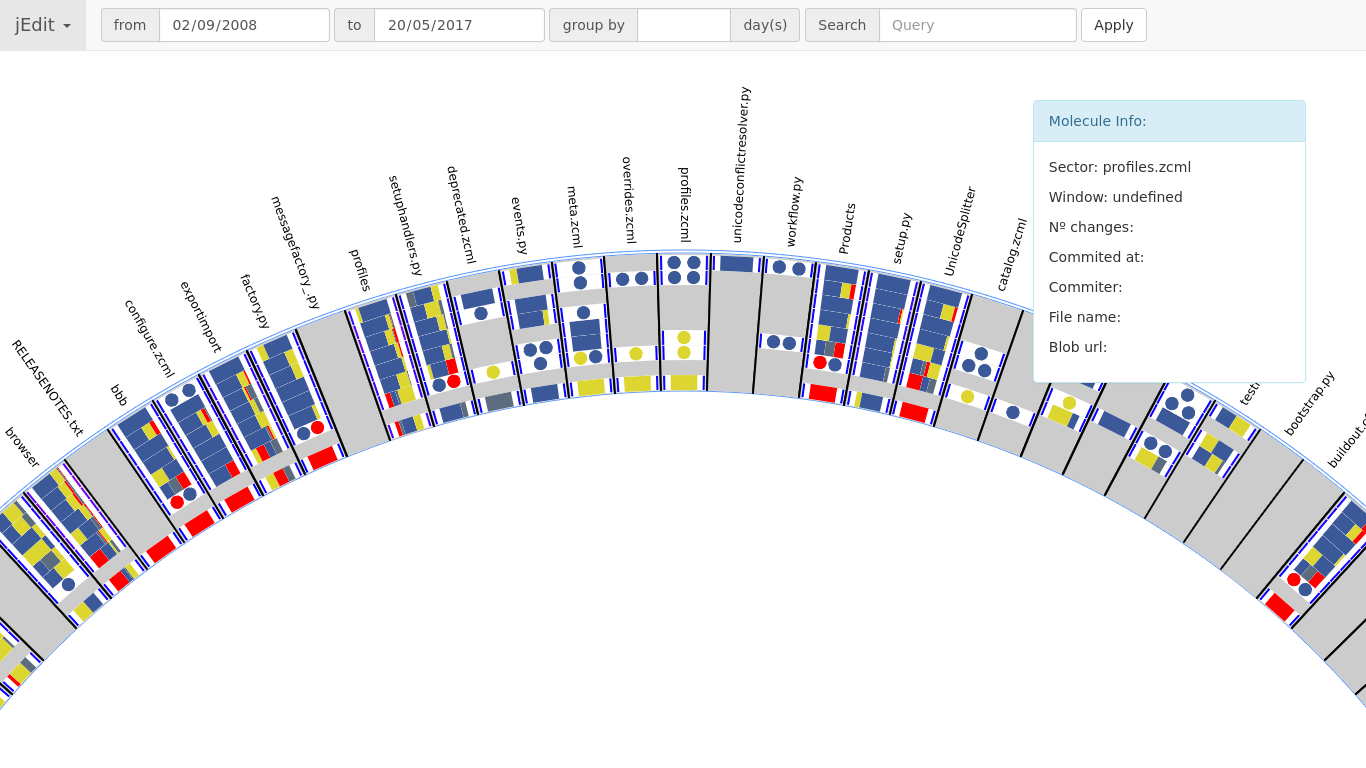 jEdit
from 02/09/2008 to 20/05/2017 group by day(s) Search Query Apply
Molecule Info:
Sector: profiles.zcml
Window: undefined
Nº changes:
Commited at:
Commiter:
File name:
Blob url:
browser
RELEASENOTES.txt
bbb
configure.zcml
exportimport
factory.py
messagefactory_.py
profiles
setuphandlers.py
deprecated.zcml
events.py
meta.zcml
overrides.zcml
profiles.zcml
unicodeconflictresolver.py
workflow.py
Products
setup.py
UnicodeSplitter
catalog.zcml
bootstrap.py